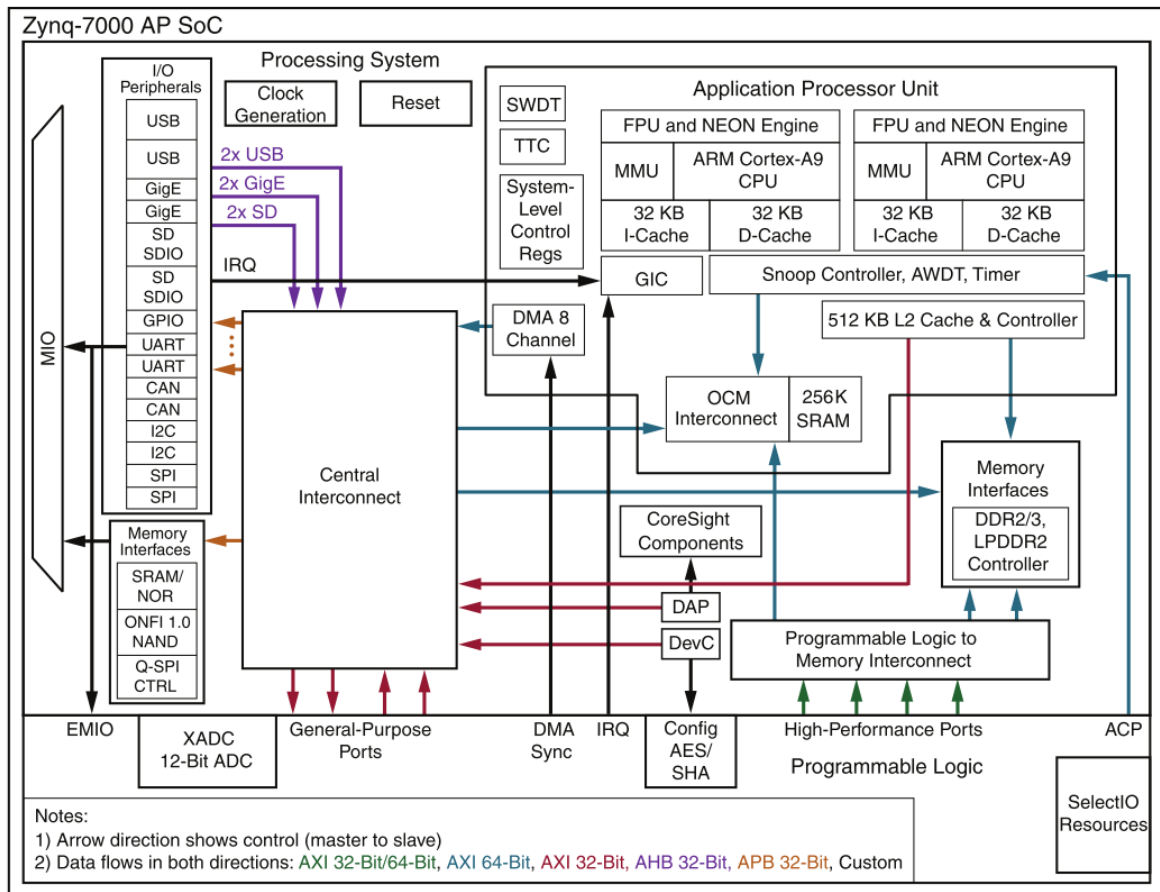 Zynq-7000 AP SoC
I/O
Peripherals
USB
USB
GigE
GigE
SD
SDIO
SD
SDIO
GPIO
UART
UART
CAN
CAN
I2C
I2C
SPI
SPI
MIO
Memory
Interfaces
SRAM/
NOR
ONFI 1.0
NAND
Q-SPI
CTRL
Processing System
Clock
Generation
Reset
2x USB
2x GigE
2x SD
IRQ
Central
Interconnect
Application Processor Unit
SWDT
TTC
System-
Level
Control
Regs
FPU and NEON Engine
MMU
ARM Cortex-A9
CPU
32 KB
I-Cache
32 KB
D-Cache
FPU and NEON Engine
MMU
ARM Cortex-A9
CPU
32 KB
I-Cache
32 KB
D-Cache
GIC
Snoop Controller, AWDT, Timer
DMA 8
Channel
512 KB L2 Cache & Controller
OCM
Interconnect
256K
SRAM
Memory
Interfaces
DDR2/3,
LPDDR2
Controller
CoreSight
Components
DAP
DevC
Programmable Logic to
Memory Interconnect
EMIO
XADC
12-Bit ADC
General-Purpose
Ports
DMA
Sync
IRQ
Config
AES/
SHA
High-Performance Ports
ACP
Programmable Logic
SelectIO
Resources
Notes:
1) Arrow direction shows control (master to slave)
2) Data flows in both directions: AXI 32-Bit/64-Bit, AXI 64-Bit, AXI 32-Bit, AHB 32-Bit, APB 32-Bit, Custom